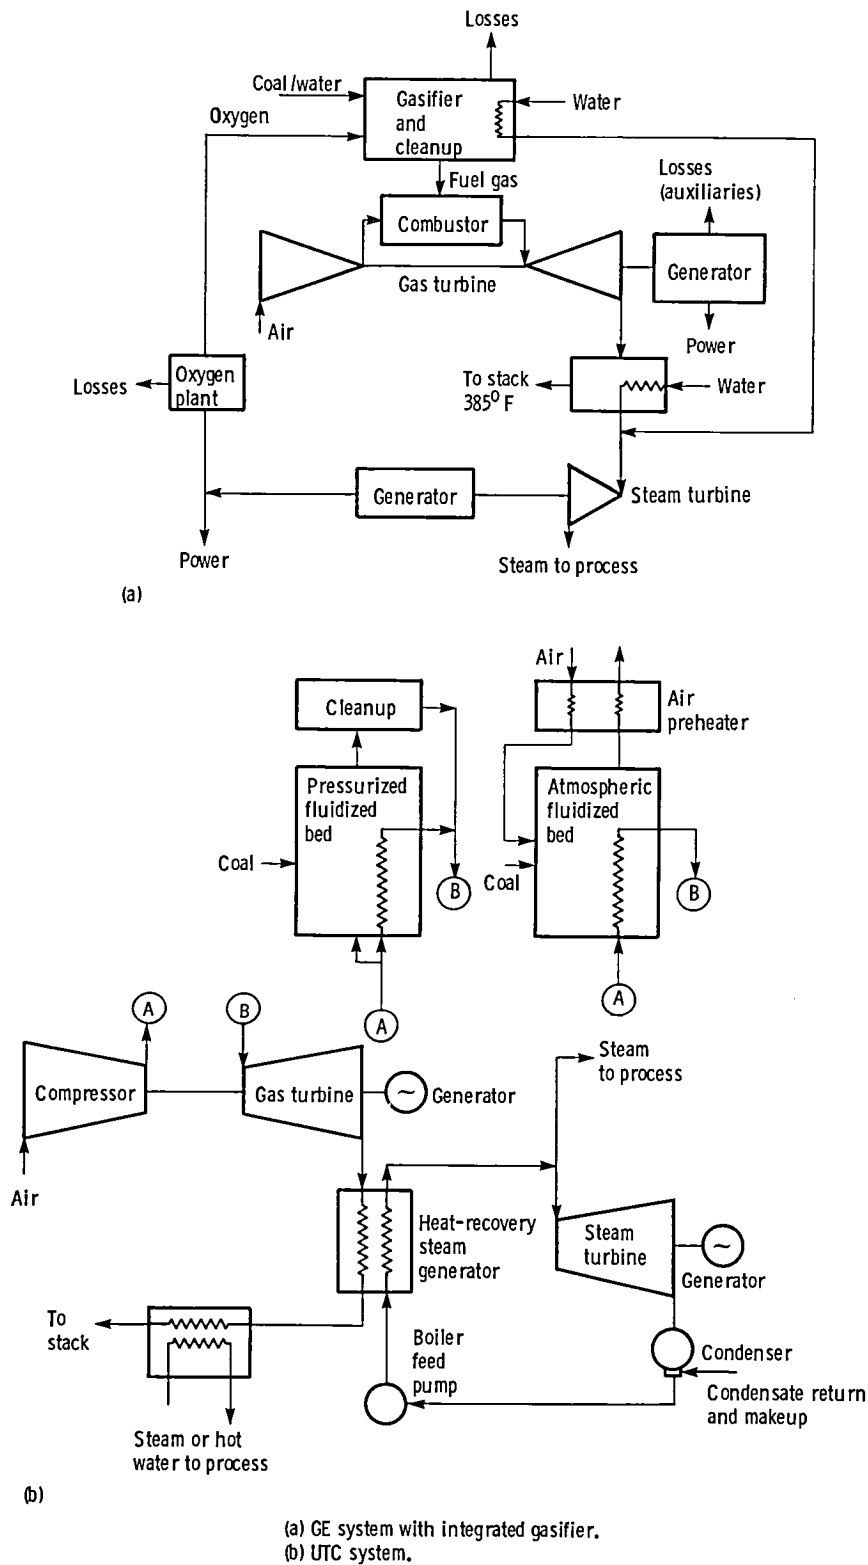 Losses
Coal/water
Gasifier
and
cleanup
Water
Oxygen
Fuel gas
Losses
(auxiliaries)
Combustor
Generator
Gas turbine
Air
Power
Losses
Oxygen
plant
To stack
385⁰ F
Water
Generator
Steam turbine
Power
Steam to process
(a)
Air
Cleanup
Air
preheater
Pressurized
fluidized
bed
Atmospheric
fluidized
bed
Coal
B
Coal
B
A
B
A
A
Steam
to process
Compressor
Gas turbine
~
Generator
Air
Heat-recovery
steam
generator
Steam
turbine
~
Generator
To
stack
Boiler
feed
pump
Condenser
Condensate return
and makeup
Steam or hot
water to process
(b)
(a) GE system with integrated gasifier.
(b) UTC system.